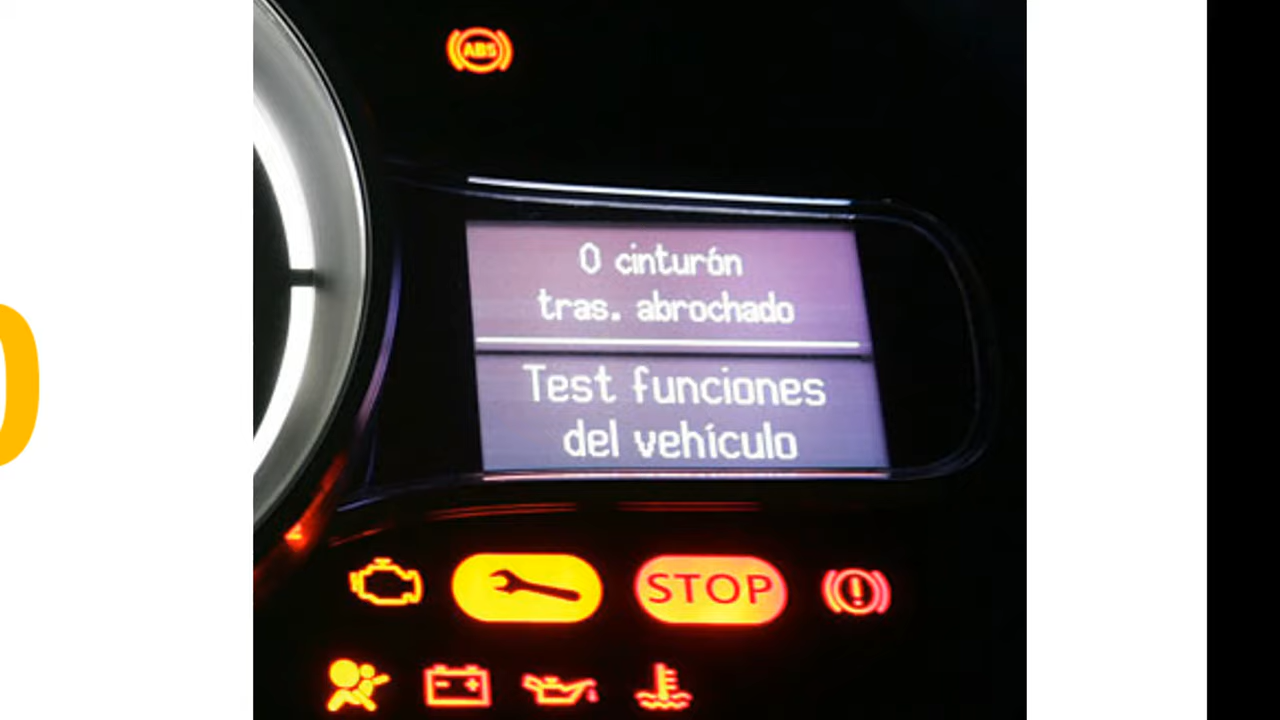 ABS
0 cinturón
tras. abrochado
Test funciones
del vehículo
STOP